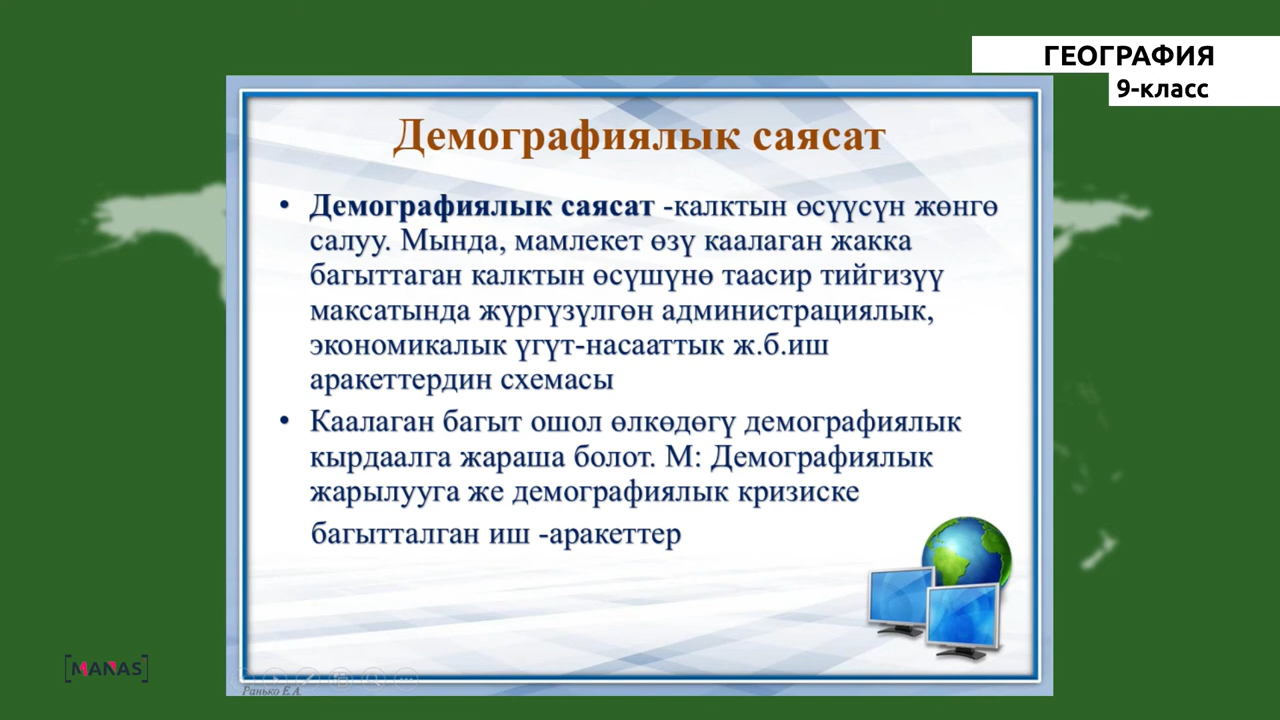 ГЕОГРАФИЯ
9-класс
Демографиялык саясат
• Демографиялык саясат -калктын өсүүсүн жөнгө
салуу. Мында, мамлекет өзү каалаган жакка
багыттаган калктын өсүшүнө таасир тийгизүү
максатында жүргүзүлгөн административдик,
экономикалык үгүт-насааттык ж.б.иш
аракеттердин схемасы
• Каалаган багыт ошол өлкөдөгү демографиялык
кырдаалга жараша болот. М: Демографиялык
жарылууга же демографиялык кризиске
багытталган иш -аракеттер
[MANAS]
Ранько Е.А.